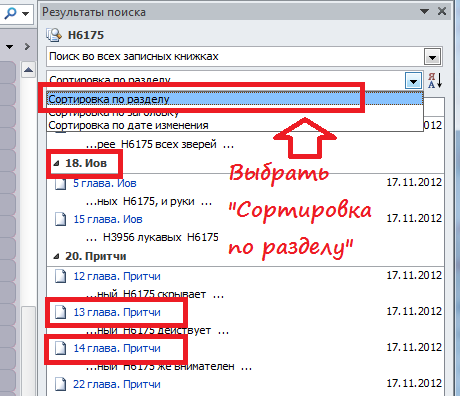 Результаты поиска
H6175
Поиск во всех записных книжках
Сортировка по разделу
А
Я
Сортировка по разделу
Сортировка по заголовку
Сортировка по дате изменения
2012
...рее H6175 всех зверей ...
18. Иов
5 глава. Иов 17.11.2012
...ных H6175, и руки ...
15 глава. Иов 17.11.2012
... H3956 лукавых H6175
Выбрать
"Сортировка
по разделу"
20. Притчи
12 глава. Притчи 17.11.2012
...ный H6175 скрывает ...
13 глава. Притчи 17.11.2012
...ный H6175 действует ...
14 глава. Притчи 17.11.2012
...ный H6175 же внимателен ...
22 глава. Притчи 17.11.2012